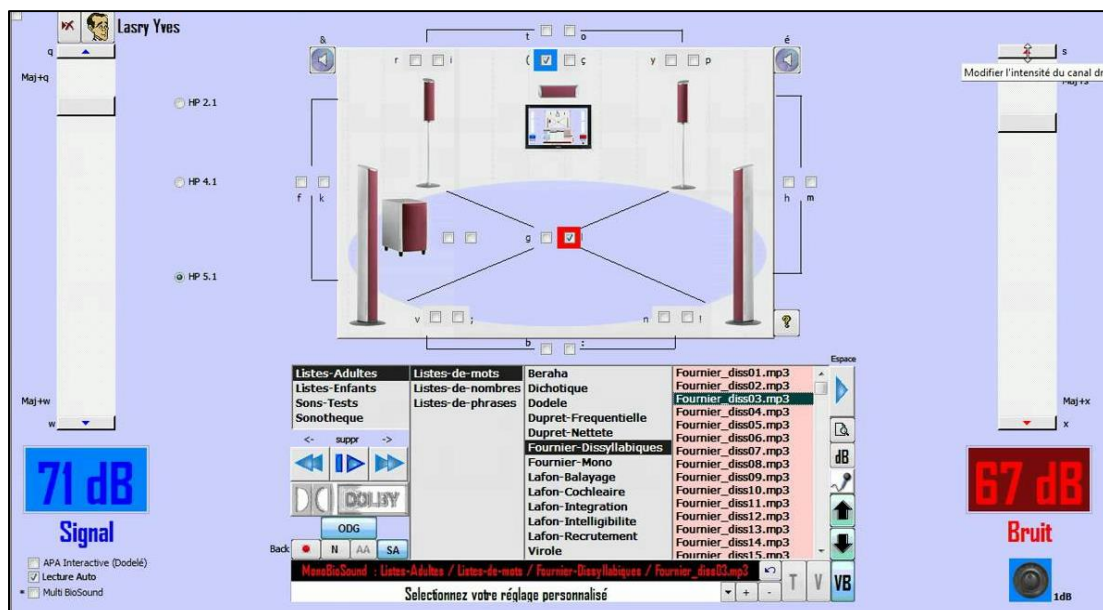 Lasry Yves
q
Maj+q
Maj+w
w
71 dB
Signal
APA Interactive (Dodelé)
Lecture Auto
* Multi BioSound
HP 2.1
HP 4.1
HP 5.1
&
é
t o
r i
( ç
y p
f k
h m
g
v ;
n !
b :
?
s
Modifier l'intensité du canal dr
Maj+x
x
67 dB
Bruit
1dB
Espace
Listes-Adultes
Listes-Enfants
Sons-Tests
Sonotheque
Listes-de-mots
Listes-de-nombres
Listes-de-phrases
Beraha
Dichotique
Dodele
Dupret-Frequentielle
Dupret-Nettete
Fournier-Dissyllabiques
Fournier-Mono
Lafon-Balayage
Lafon-Cochleaire
Lafon-Integration
Lafon-Intelligibilite
Lafon-Recrutement
Virole
Fournier_diss01.mp3
Fournier_diss02.mp3
Fournier_diss03.mp3
Fournier_diss04.mp3
Fournier_diss05.mp3
Fournier_diss06.mp3
Fournier_diss07.mp3
Fournier_diss08.mp3
Fournier_diss09.mp3
Fournier_diss10.mp3
Fournier_diss11.mp3
Fournier_diss12.mp3
Fournier_diss13.mp3
Fournier_diss14.mp3
Fournier_diss15.mp3
dB
<- suppr ->
DOLBY
ODG
Back N AA SA
MonoBioSound : Listes-Adultes / Listes-de-mots / Fournier-Dissyllabiques / Fournier_diss03.mp3
Selectionnez votre réglage personnalisé
+ -
T V VB